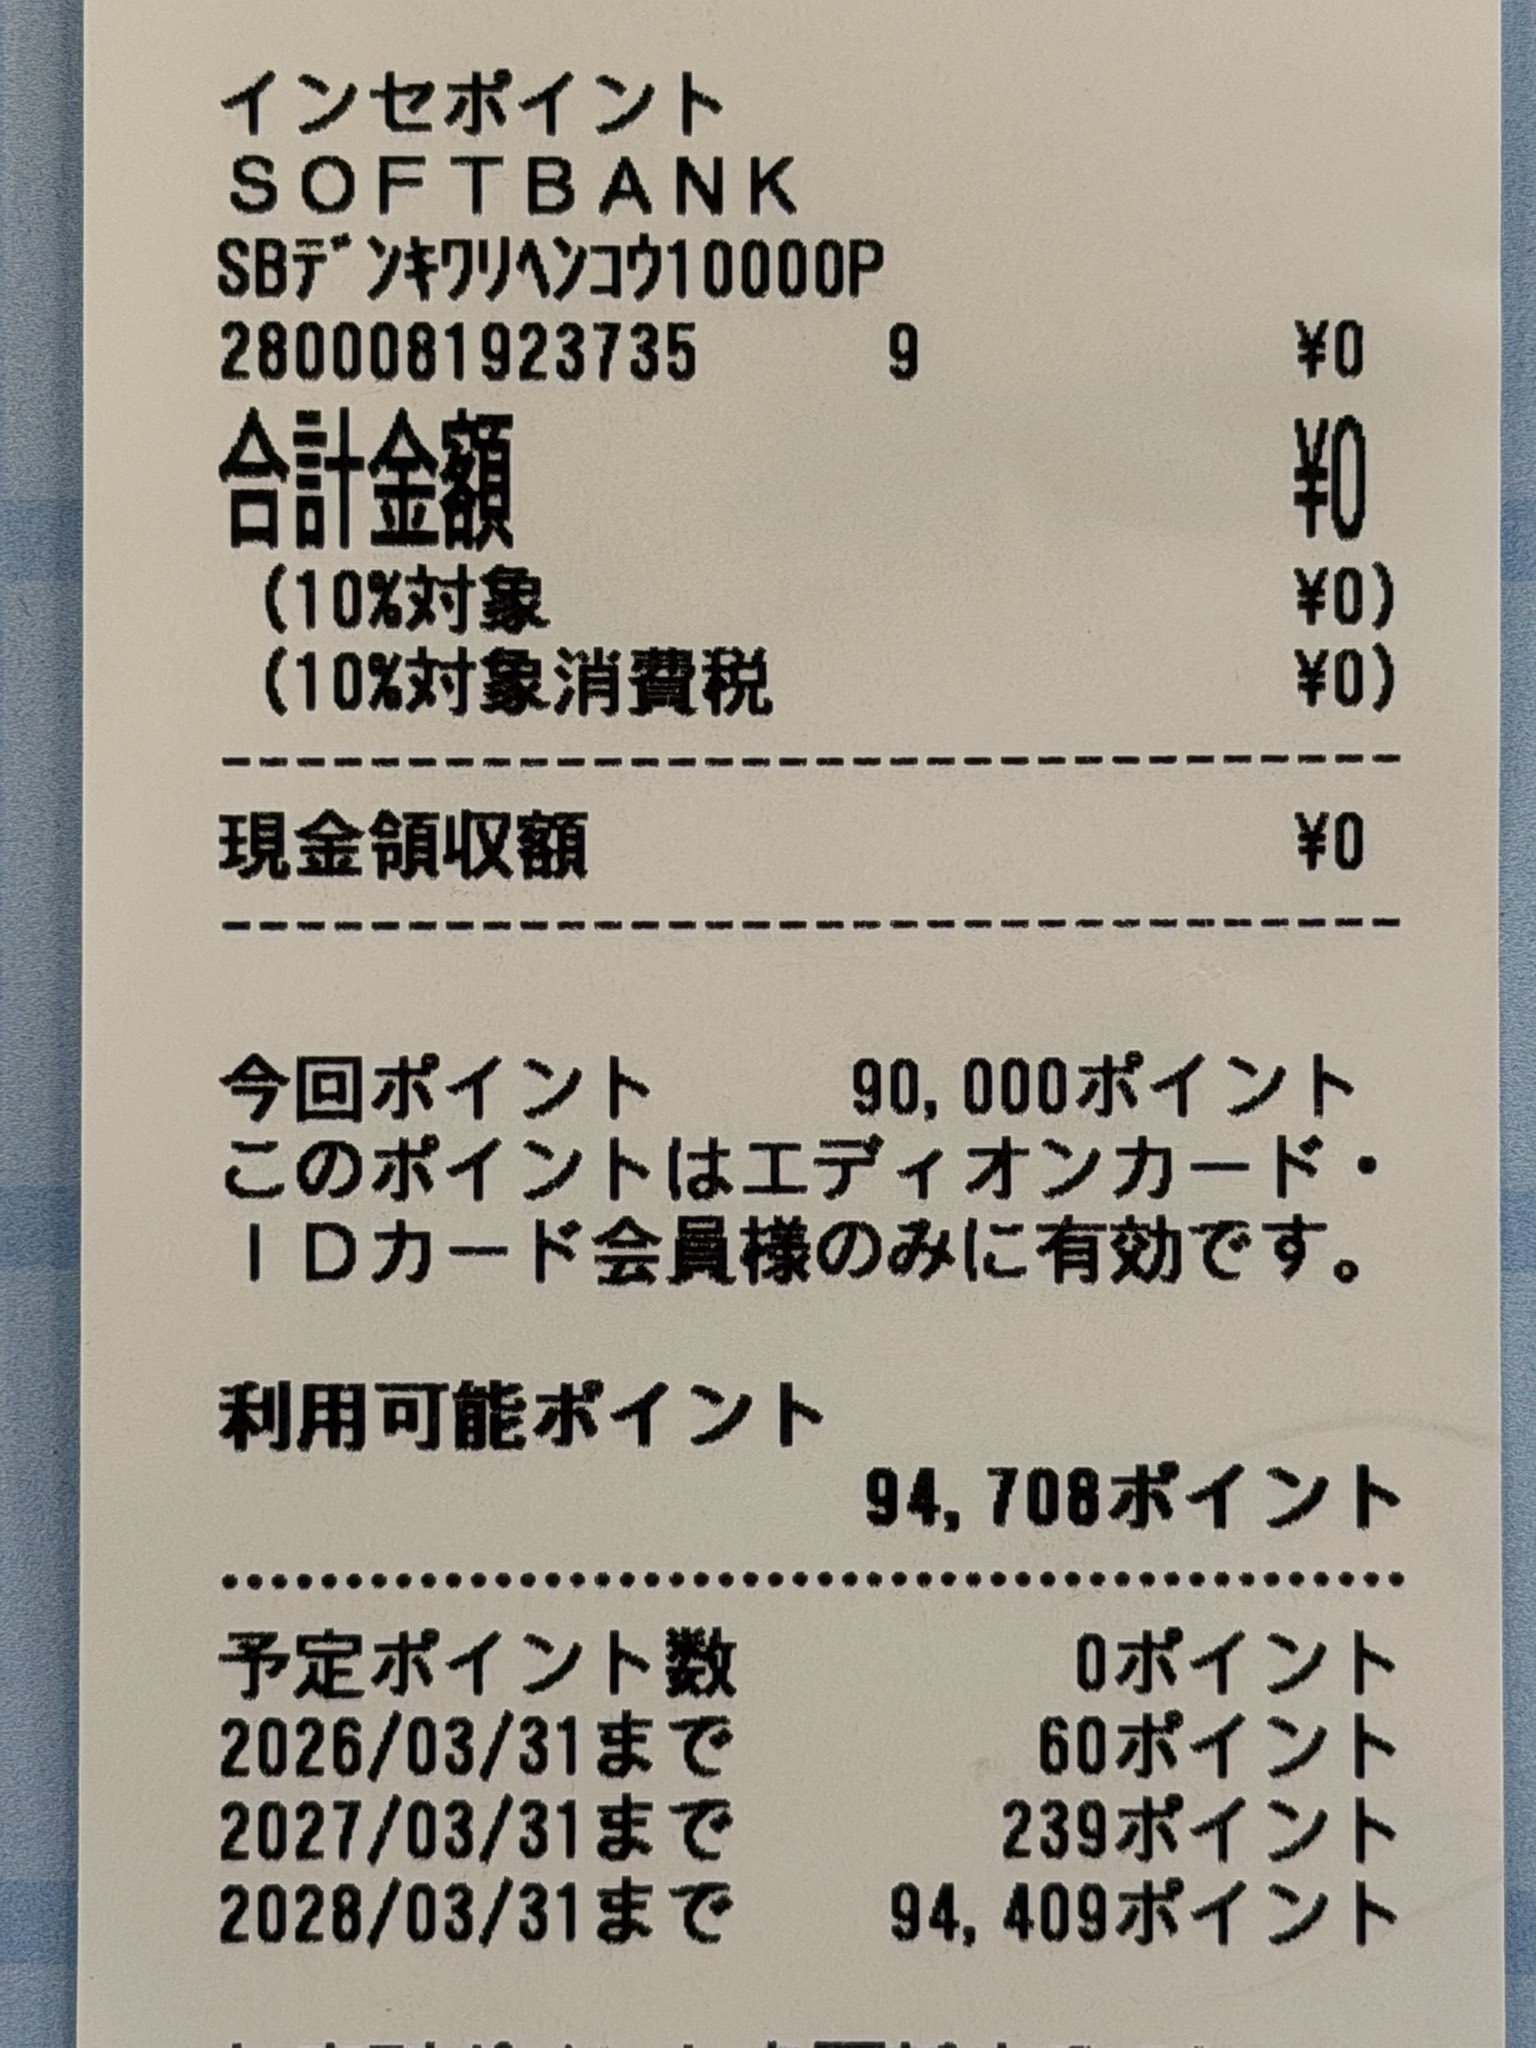 インセポイント
ＳＯＦＴＢＡＮＫ
SBﾃﾞﾝｷﾜﾘﾍﾝｺｳ10000P
2800081923735 9 ¥0
合計金額 ¥0
(10%対象 ¥0)
(10%対象消費税 ¥0)
現金領収額 ¥0
今回ポイント 90,000ポイント
このポイントはエディオンカード・
ＩＤカード会員様のみに有効です。
利用可能ポイント
94,708ポイント
予定ポイント数 0ポイント
2026/03/31まで 60ポイント
2027/03/31まで 239ポイント
2028/03/31まで 94,409ポイント